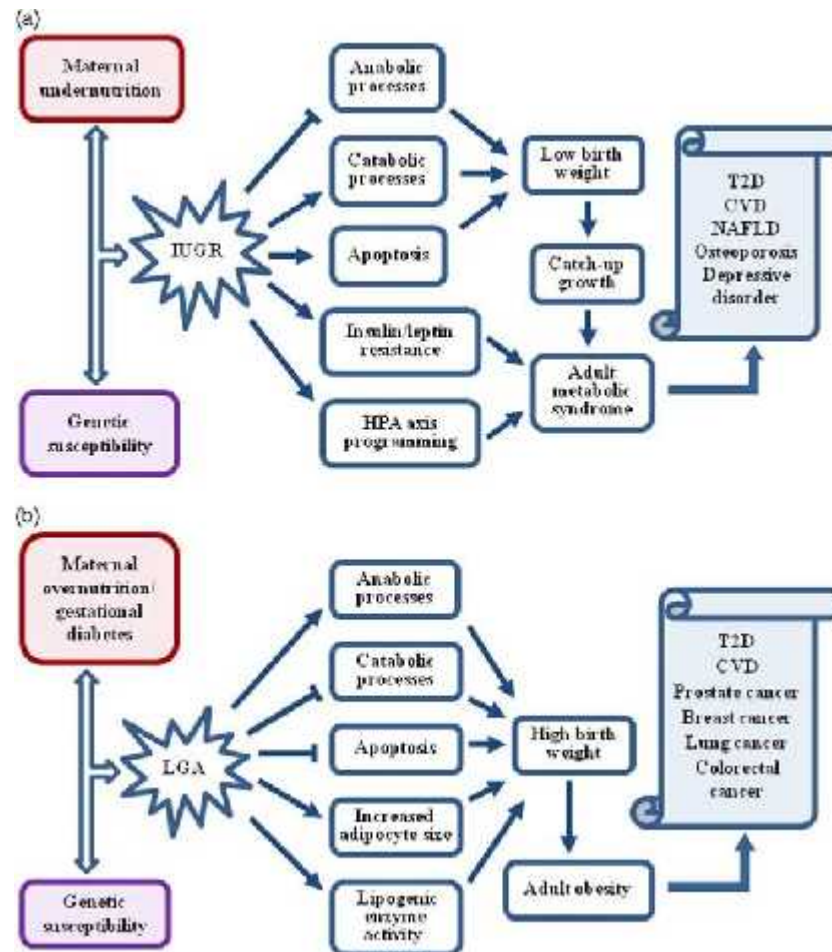 (a)
Maternal
undernutrition
Genetic
susceptibility
IUGR
Anabolic
processes
Catabolic
processes
Apoptosis
Insulin/leptin
resistance
HPA axis
programming
Low birth
weight
Catch-up
growth
Adult
metabolic
syndrome
T2D
CVD
NAFLD
Osteoporosis
Depressive
disorder
(b)
Maternal
overnutrition/
gestational
diabetes
Genetic
susceptibility
LGA
Anabolic
processes
Catabolic
processes
Apoptosis
Increased
adipocyte size
Lipogenic
enzyme
activity
High birth
weight
Adult obesity
T2D
CVD
Prostate cancer
Breast cancer
Lung cancer
Colorectal
cancer